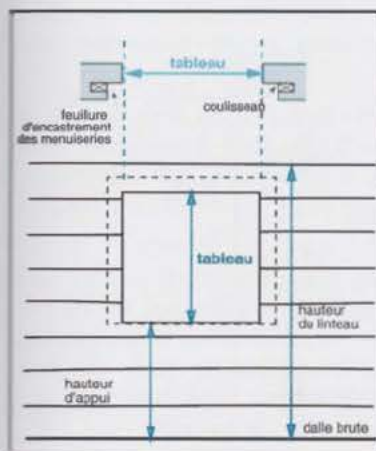 tableau
feuillure
d'encastrement
des menuiseries
coulisseau
tableau
hauteur
de linteau
hauteur
d'appui
dalle brute